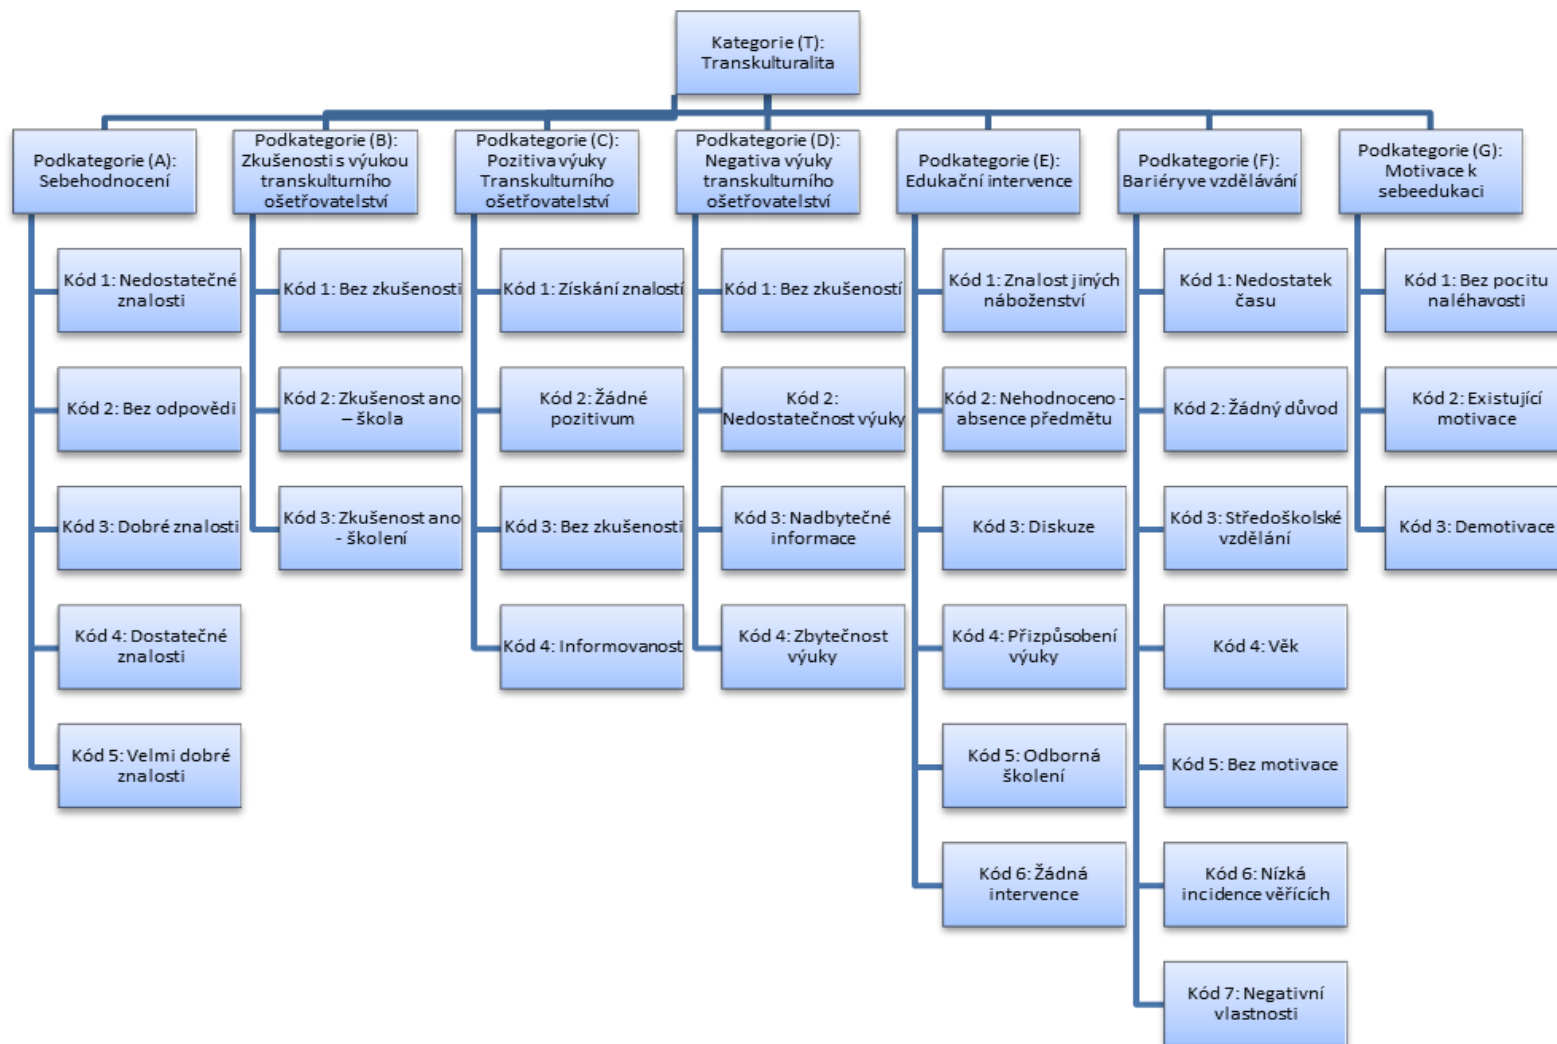 Kategorie (T):
Transkulturalita
Podkategorie (A):
Sebehodnocení
Kód 1: Nedostatečné
znalosti
Kód 2: Bez odpovědi
Kód 3: Dobré znalosti
Kód 4: Dostatečné
znalosti
Kód 5: Velmi dobré
znalosti
Podkategorie (B):
Zkušenosti s výukou
transkulturního
ošetřovatelství
Kód 1: Bez zkušenosti
Kód 2: Zkušenost ano
– škola
Kód 3: Zkušenost ano
- školení
Podkategorie (C):
Pozitiva výuky
Transkulturního
ošetřovatelství
Kód 1: Získání znalostí
Kód 2: Žádné
pozitivum
Kód 3: Bez zkušenosti
Kód 4: Informovanost
Podkategorie (D):
Negativa výuky
transkulturního
ošetřovatelství
Kód 1: Bez zkušeností
Kód 2:
Nedostatečnost výuky
Kód 3: Nadbytečné
informace
Kód 4: Zbytečnost
výuky
Podkategorie (E):
Edukační intervence
Kód 1: Znalost jiných
náboženství
Kód 2: Nehodnoceno -
absence předmětu
Kód 3: Diskuze
Kód 4: Přizpůsobení
výuky
Kód 5: Odborná
školení
Kód 6: Žádná
intervence
Podkategorie (F):
Bariéry ve vzdělávání
Kód 1: Nedostatek
času
Kód 2: Žádný důvod
Kód 3: Středoškolské
vzdělání
Kód 4: Věk
Kód 5: Bez motivace
Kód 6: Nízká
incidence věřících
Kód 7: Negativní
vlastnosti
Podkategorie (G):
Motivace k
sebeedukaci
Kód 1: Bez pocitu
naléhavosti
Kód 2: Existující
motivace
Kód 3: Demotivace